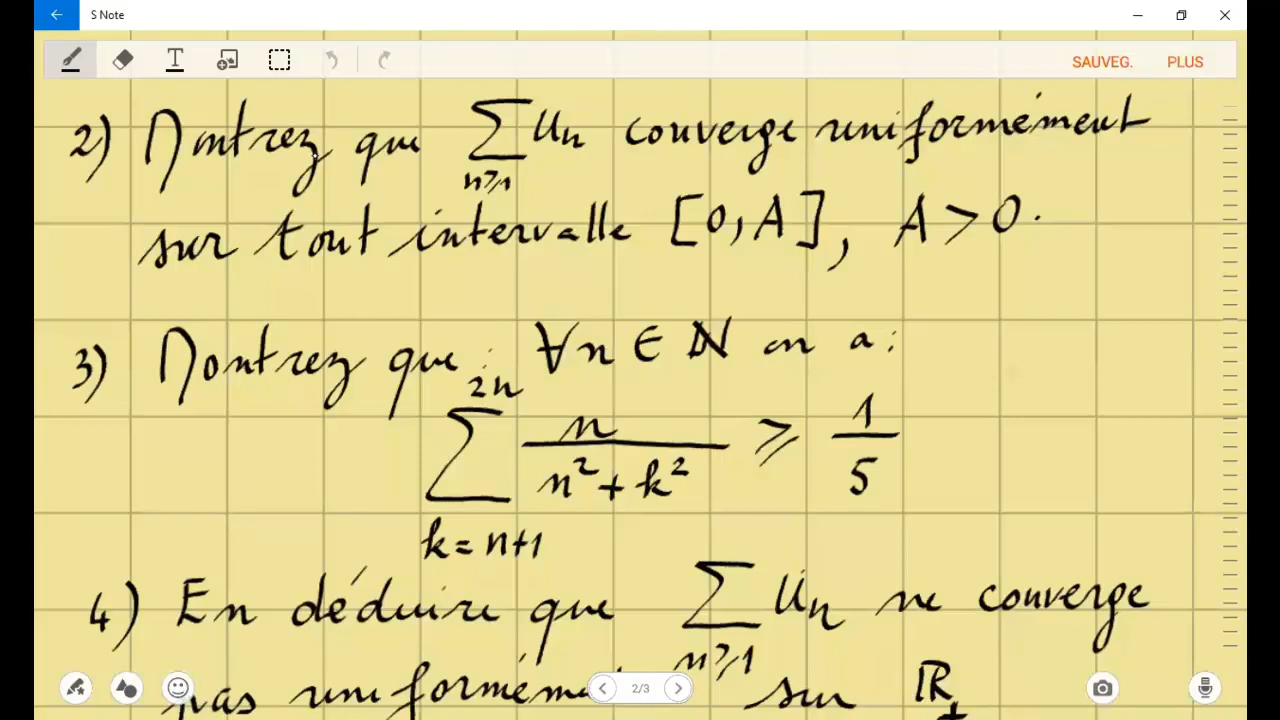 S Note
SAUVEG. PLUS
2) Montrez que ∑ Un converge uniformément
n≥1
sur tout intervalle [0, A], A > 0.
3) Montrez que : ∀n ∈ ℕ on a :
2n
∑ n/(n² + k²) ≥ 1/5
k = n+1
4) En déduire que ∑ Un ne converge
n≥1
pas uniformém sur ℝ+
2/3